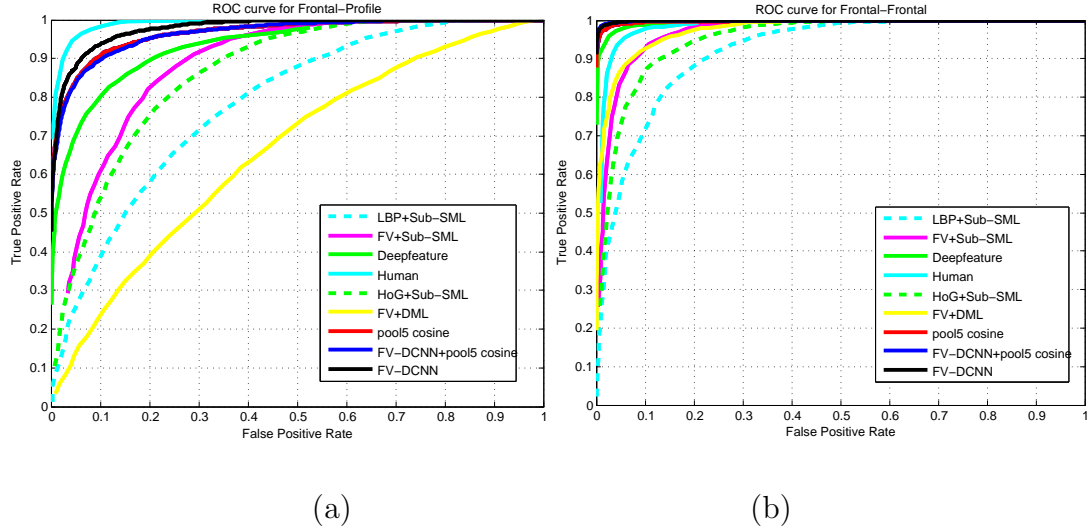 ROC curve for Frontal−Profile
1
0.9
0.8
0.7
0.6
0.5
0.4
0.3
0.2
0.1
0
True Positive Rate
LBP+Sub−SML
FV+Sub−SML
Deepfeature
Human
HoG+Sub−SML
FV+DML
pool5 cosine
FV−DCNN+pool5 cosine
FV−DCNN
0 0.1 0.2 0.3 0.4 0.5 0.6 0.7 0.8 0.9 1
False Positive Rate
(a)
ROC curve for Frontal−Frontal
1
0.9
0.8
0.7
0.6
0.5
0.4
0.3
0.2
0.1
0
True Positive Rate
LBP+Sub−SML
FV+Sub−SML
Deepfeature
Human
HoG+Sub−SML
FV+DML
pool5 cosine
FV−DCNN+pool5 cosine
FV−DCNN
0 0.1 0.2 0.3 0.4 0.5 0.6 0.7 0.8 0.9 1
False Positive Rate
(b)